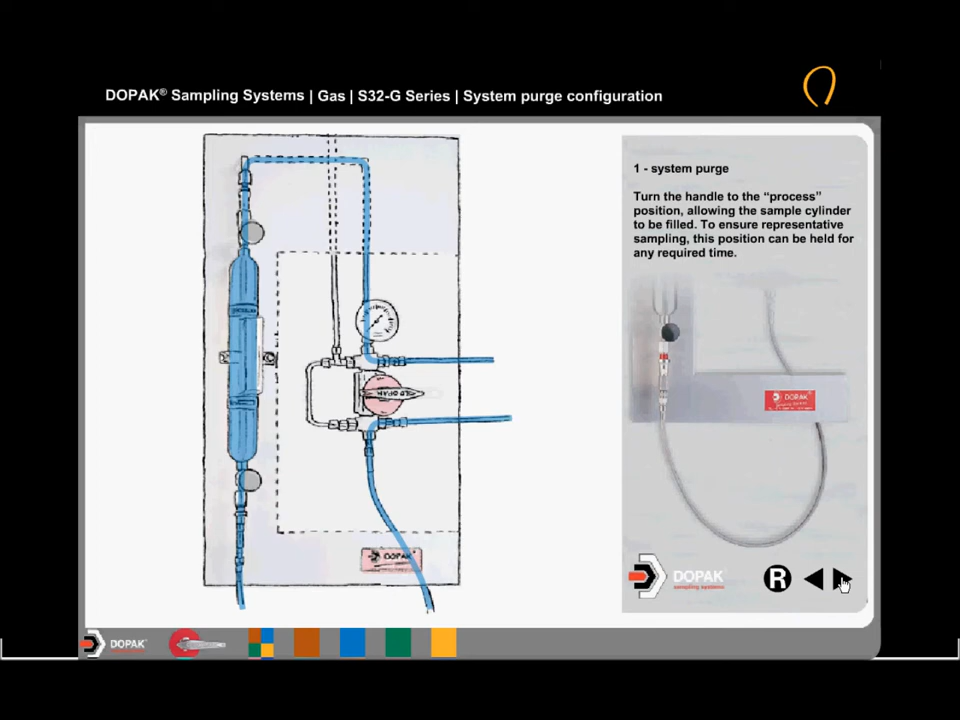 DOPAK® Sampling Systems | Gas | S32-G Series | System purge configuration
1 - system purge
Turn the handle to the “process”
position, allowing the sample cylinder
to be filled. To ensure representative
sampling, this position can be held for
any required time.
DOPAK
DOPAK
DOPAK
sampling systems
R
DOPAK